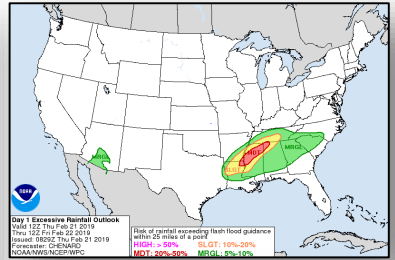 MRGL
MDT
MRGL
SLGT
NOAA
Day 1 Excessive Rainfall Outlook
Valid 12Z Thu Feb 21 2019
Thru 12Z Fri Feb 22 2019
Issued: 0829Z Thu Feb 21 2019
Forecaster: CHENARD
NOAA/NWS/NCEP/WPC
Risk of rainfall exceeding flash flood guidance
within 25 miles of a point
HIGH: > 50% SLGT: 10%-20%
MDT: 20%-50% MRGL: 5%-10%